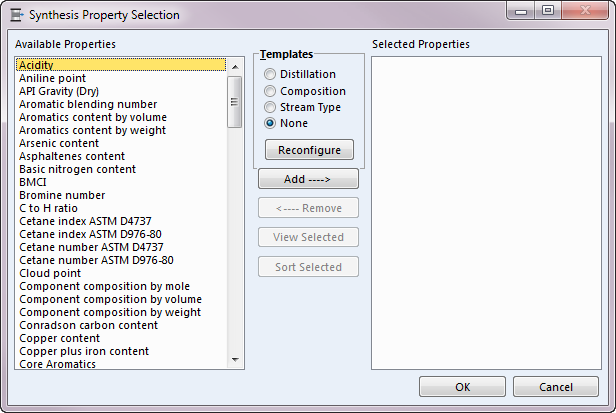 Synthesis Property Selection
Available Properties
Acidity
Aniline point
API Gravity (Dry)
Aromatic blending number
Aromatics content by volume
Aromatics content by weight
Arsenic content
Asphaltenes content
Basic nitrogen content
BMCI
Bromine number
C to H ratio
Cetane index ASTM D4737
Cetane index ASTM D976-80
Cetane number ASTM D4737
Cetane number ASTM D976-80
Cloud point
Component composition by mole
Component composition by volume
Component composition by weight
Conradson carbon content
Copper content
Copper plus iron content
Core Aromatics
Templates
Distillation
Composition
Stream Type
None
Reconfigure
Add ---->
<---- Remove
View Selected
Sort Selected
Selected Properties
OK
Cancel